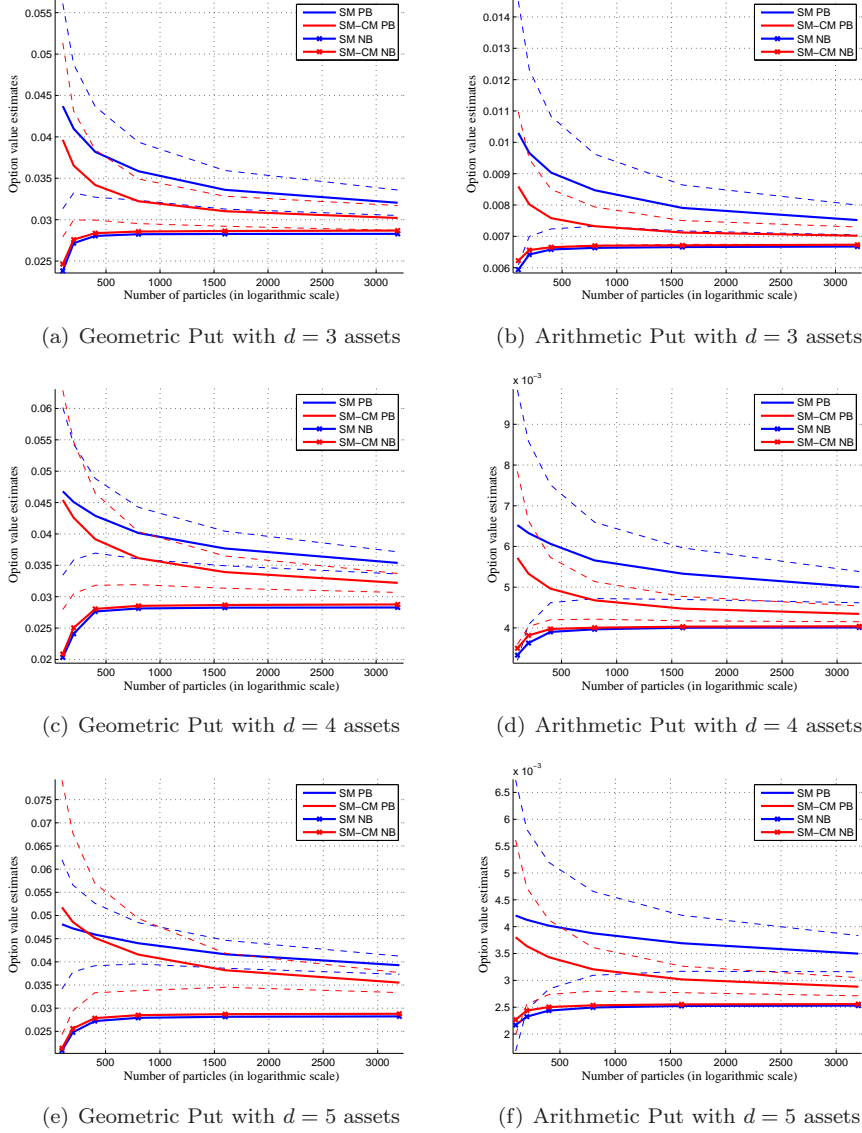 0.055
0.05
0.045
0.04
0.035
0.03
0.025
500 1000 1500 2000 2500 3000
Option value estimates
Number of particles (in logarithmic scale)
SM PB
SM−CM PB
SM NB
SM−CM NB
(a) Geometric Put with d = 3 assets
0.014
0.013
0.012
0.011
0.01
0.009
0.008
0.007
0.006
500 1000 1500 2000 2500 3000
Option value estimates
Number of particles (in logarithmic scale)
SM PB
SM−CM PB
SM NB
SM−CM NB
(b) Arithmetic Put with d = 3 assets
0.06
0.055
0.05
0.045
0.04
0.035
0.03
0.025
0.02
500 1000 1500 2000 2500 3000
Option value estimates
Number of particles (in logarithmic scale)
SM PB
SM−CM PB
SM NB
SM−CM NB
(c) Geometric Put with d = 4 assets
x 10−3
9
8
7
6
5
4
500 1000 1500 2000 2500 3000
Option value estimates
Number of particles (in logarithmic scale)
SM PB
SM−CM PB
SM NB
SM−CM NB
(d) Arithmetic Put with d = 4 assets
0.075
0.07
0.065
0.06
0.055
0.05
0.045
0.04
0.035
0.03
0.025
500 1000 1500 2000 2500 3000
Option value estimates
Number of particles (in logarithmic scale)
SM PB
SM−CM PB
SM NB
SM−CM NB
(e) Geometric Put with d = 5 assets
x 10−3
6.5
6
5.5
5
4.5
4
3.5
3
2.5
2
500 1000 1500 2000 2500 3000
Option value estimates
Number of particles (in logarithmic scale)
SM PB
SM−CM PB
SM NB
SM−CM NB
(f) Arithmetic Put with d = 5 assets